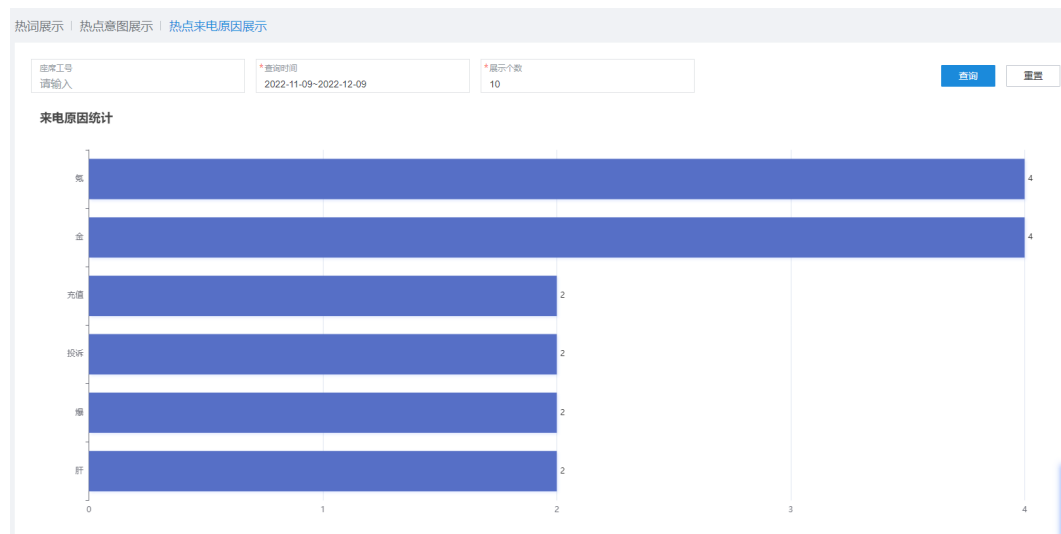 热词展示 | 热点意图展示 | 热点来电原因展示
座席工号
请输入
*查询时间
2022-11-09~2022-12-09
*展示个数
10
查询
重置
来电原因统计
氪 4
金 4
充值 2
投诉 2
爆 2
肝 2
0 1 2 3 4